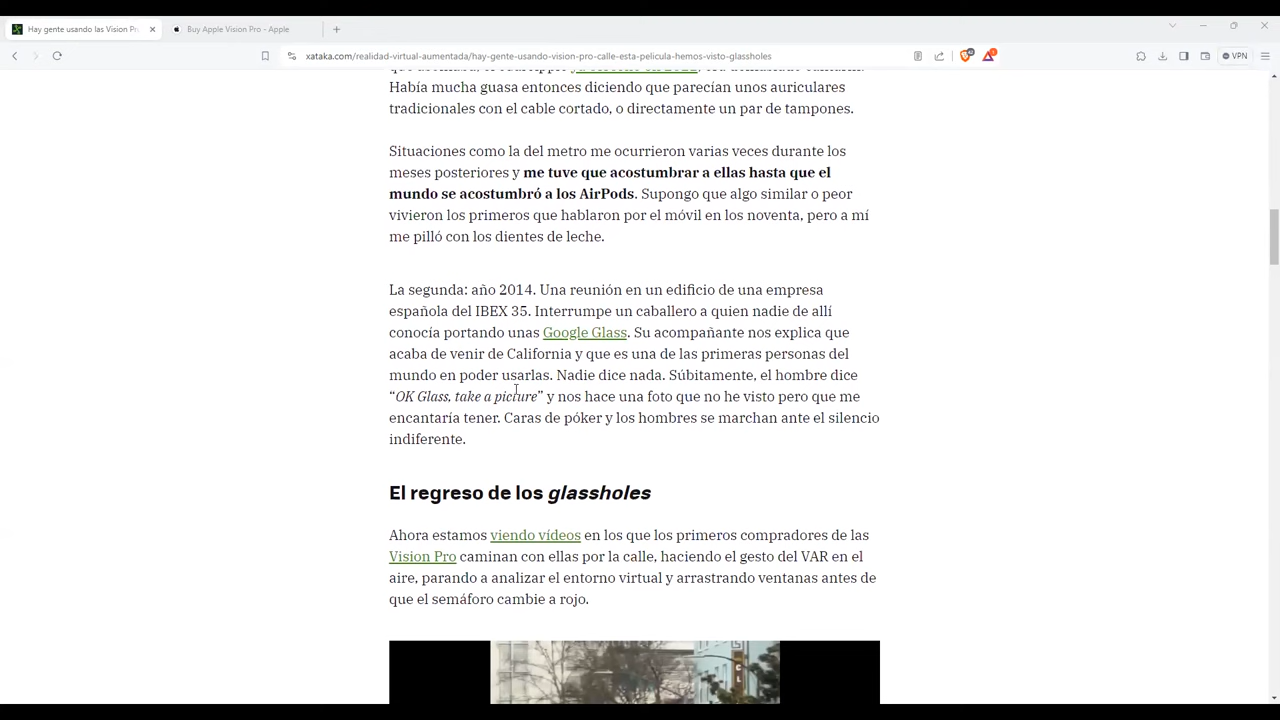 Hay gente usando las Vision Pr
Buy Apple Vision Pro - Apple
xataka.com/realidad-virtual-aumentada/hay-gente-usando-vision-pro-calle-esta-pelicula-hemos-visto-glassholes
VPN
Había mucha guasa entonces diciendo que parecían unos auriculares
tradicionales con el cable cortado, o directamente un par de tampones.
Situaciones como la del metro me ocurrieron varias veces durante los
meses posteriores y me tuve que acostumbrar a ellas hasta que el
mundo se acostumbró a los AirPods. Supongo que algo similar o peor
vivieron los primeros que hablaron por el móvil en los noventa, pero a mí
me pilló con los dientes de leche.
La segunda: año 2014. Una reunión en un edificio de una empresa
española del IBEX 35. Interrumpe un caballero a quien nadie de allí
conocía portando unas Google Glass. Su acompañante nos explica que
acaba de venir de California y que es una de las primeras personas del
mundo en poder usarlas. Nadie dice nada. Súbitamente, el hombre dice
“OK Glass, take a picture” y nos hace una foto que no he visto pero que me
encantaría tener. Caras de póker y los hombres se marchan ante el silencio
indiferente.
El regreso de los glassholes
Ahora estamos viendo vídeos en los que los primeros compradores de las
Vision Pro caminan con ellas por la calle, haciendo el gesto del VAR en el
aire, parando a analizar el entorno virtual y arrastrando ventanas antes de
que el semáforo cambie a rojo.